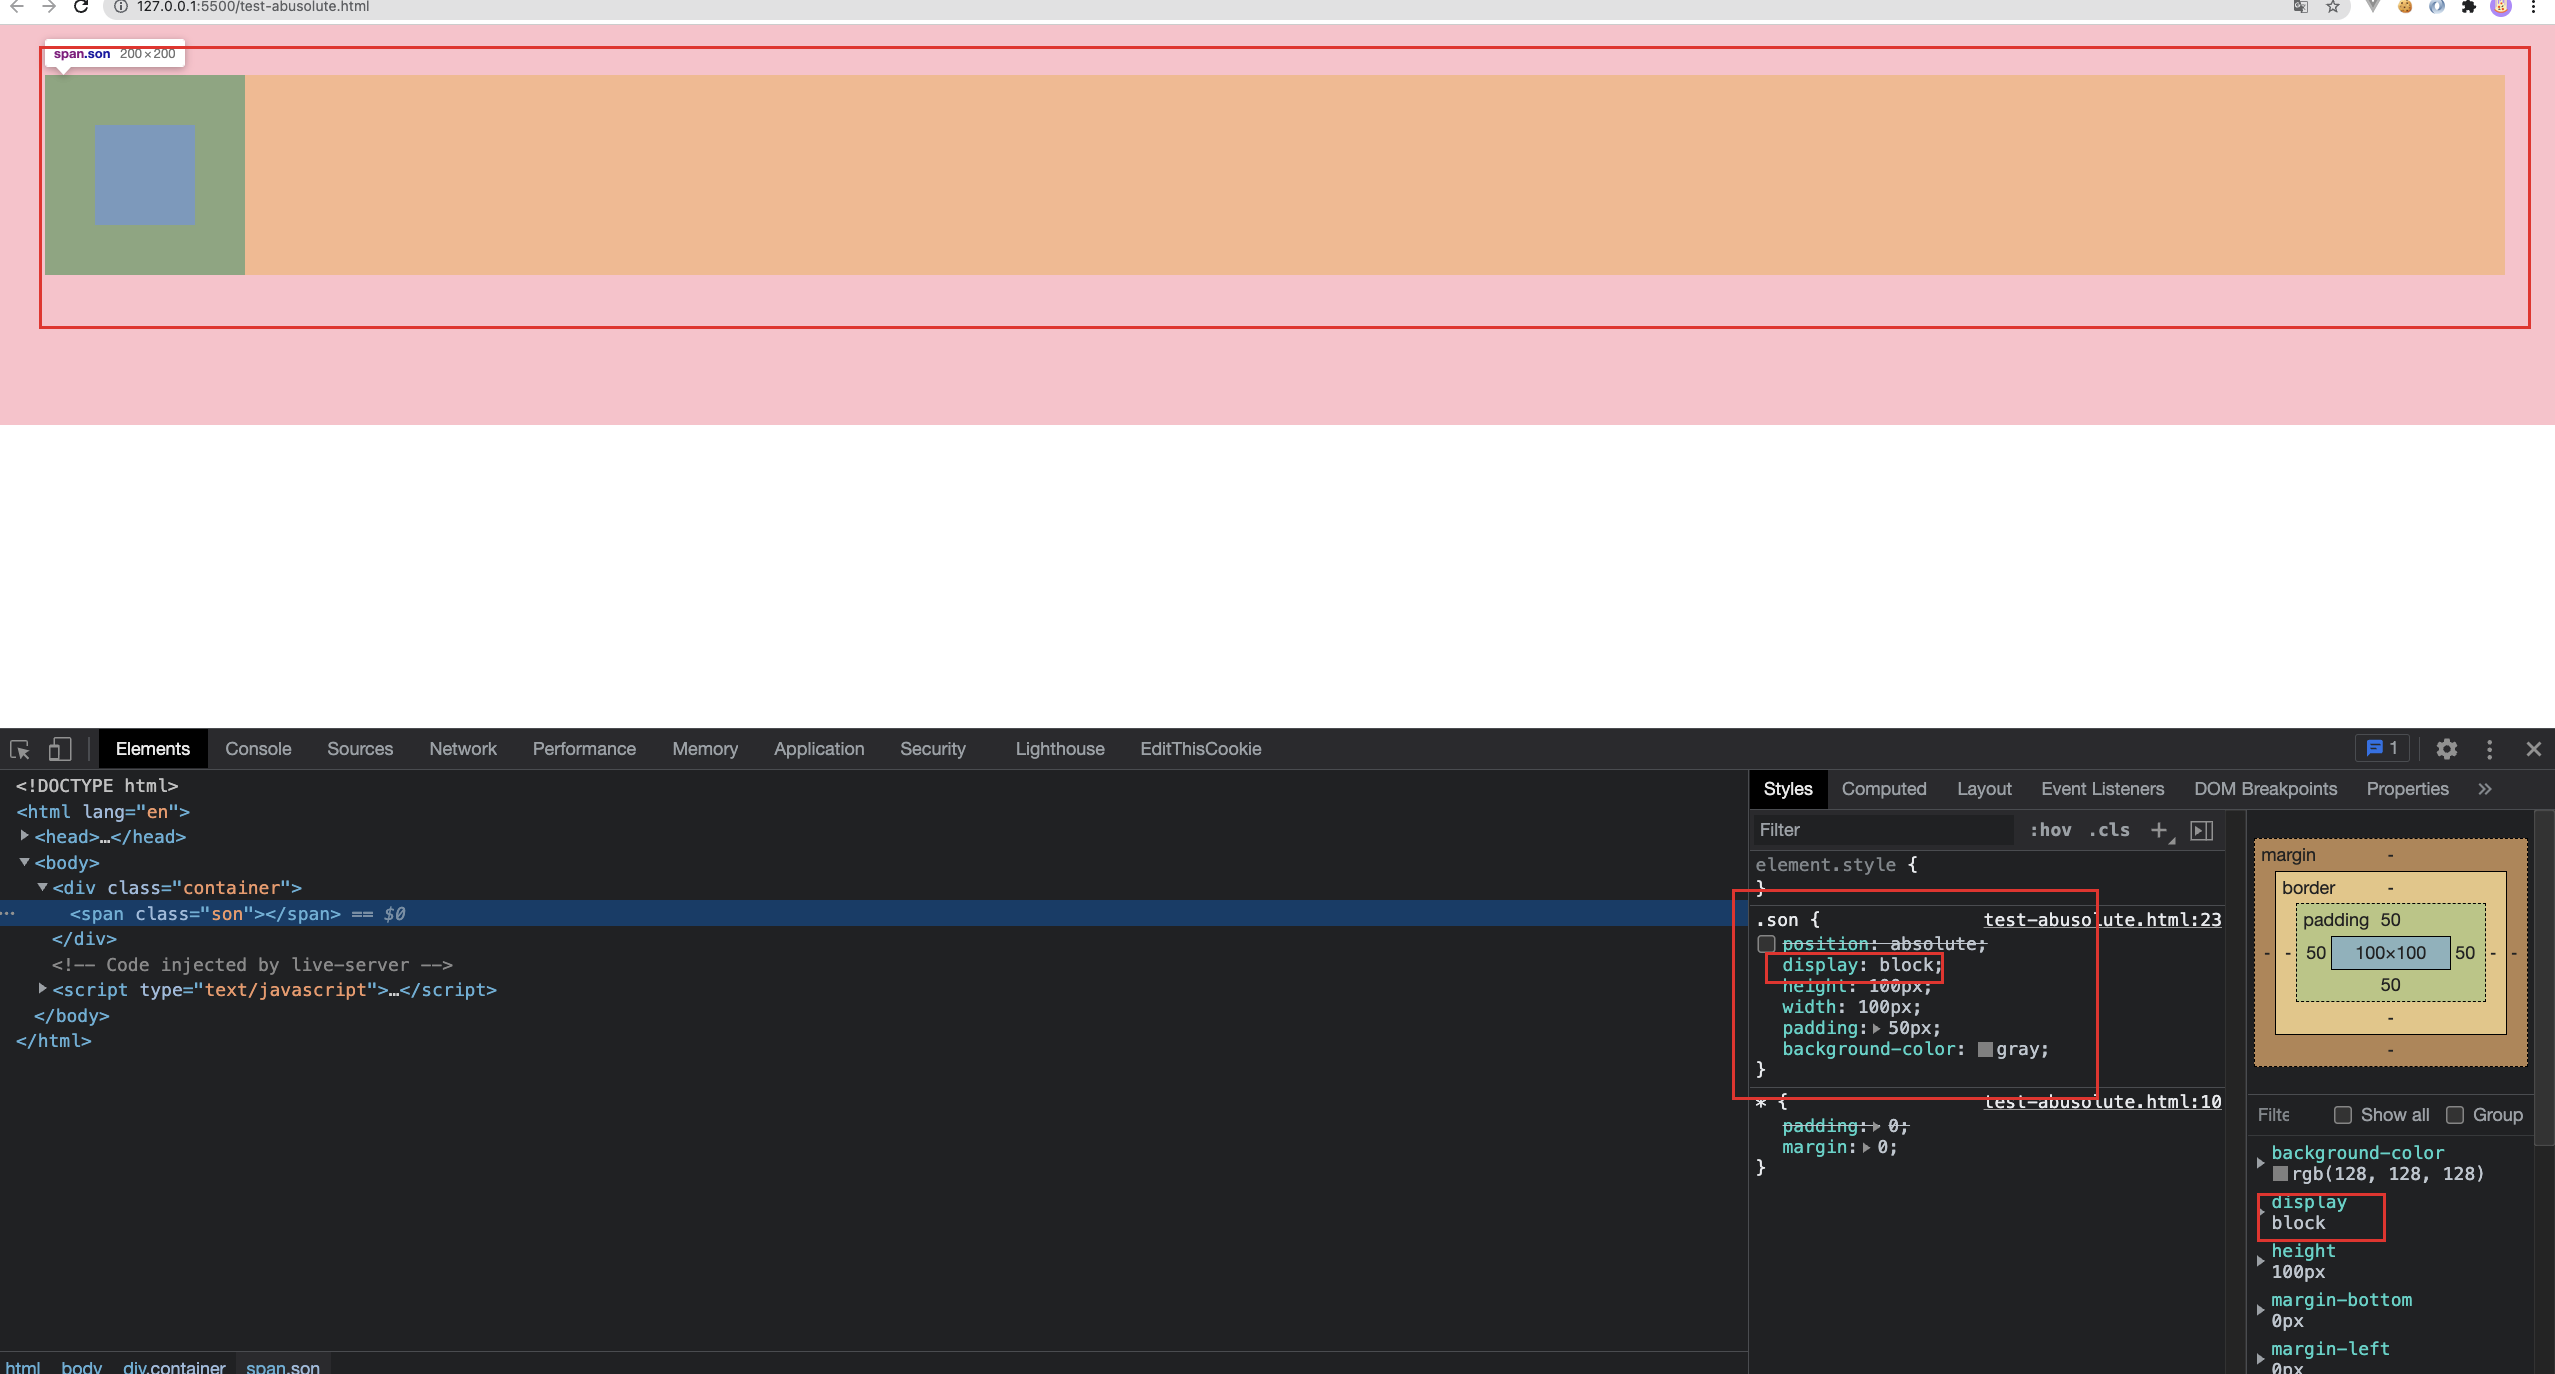 127.0.0.1:5500/test-abusolute.html
span.son 200×200
Elements Console Sources Network Performance Memory Application Security Lighthouse EditThisCookie 1
<!DOCTYPE html>
<html lang="en">
<head>…</head>
<body>
<div class="container">
<span class="son"></span> == $0
</div>
<!-- Code injected by live-server -->
<script type="text/javascript">…</script>
</body>
</html>
html body div.container span.son
Styles Computed Layout Event Listeners DOM Breakpoints Properties
Filter :hov .cls
element.style {
}
.son { test-abusolute.html:23
position: absolute;
display: block;
height: 100px;
width: 100px;
padding: 50px;
background-color: gray;
}
* { test-abusolute.html:10
padding: 0;
margin: 0;
}
margin -
border -
padding 50
- - 50 100×100 50 - -
50
-
-
Filte Show all Group
background-color
rgb(128, 128, 128)
display
block
height
100px
margin-bottom
0px
margin-left
0px